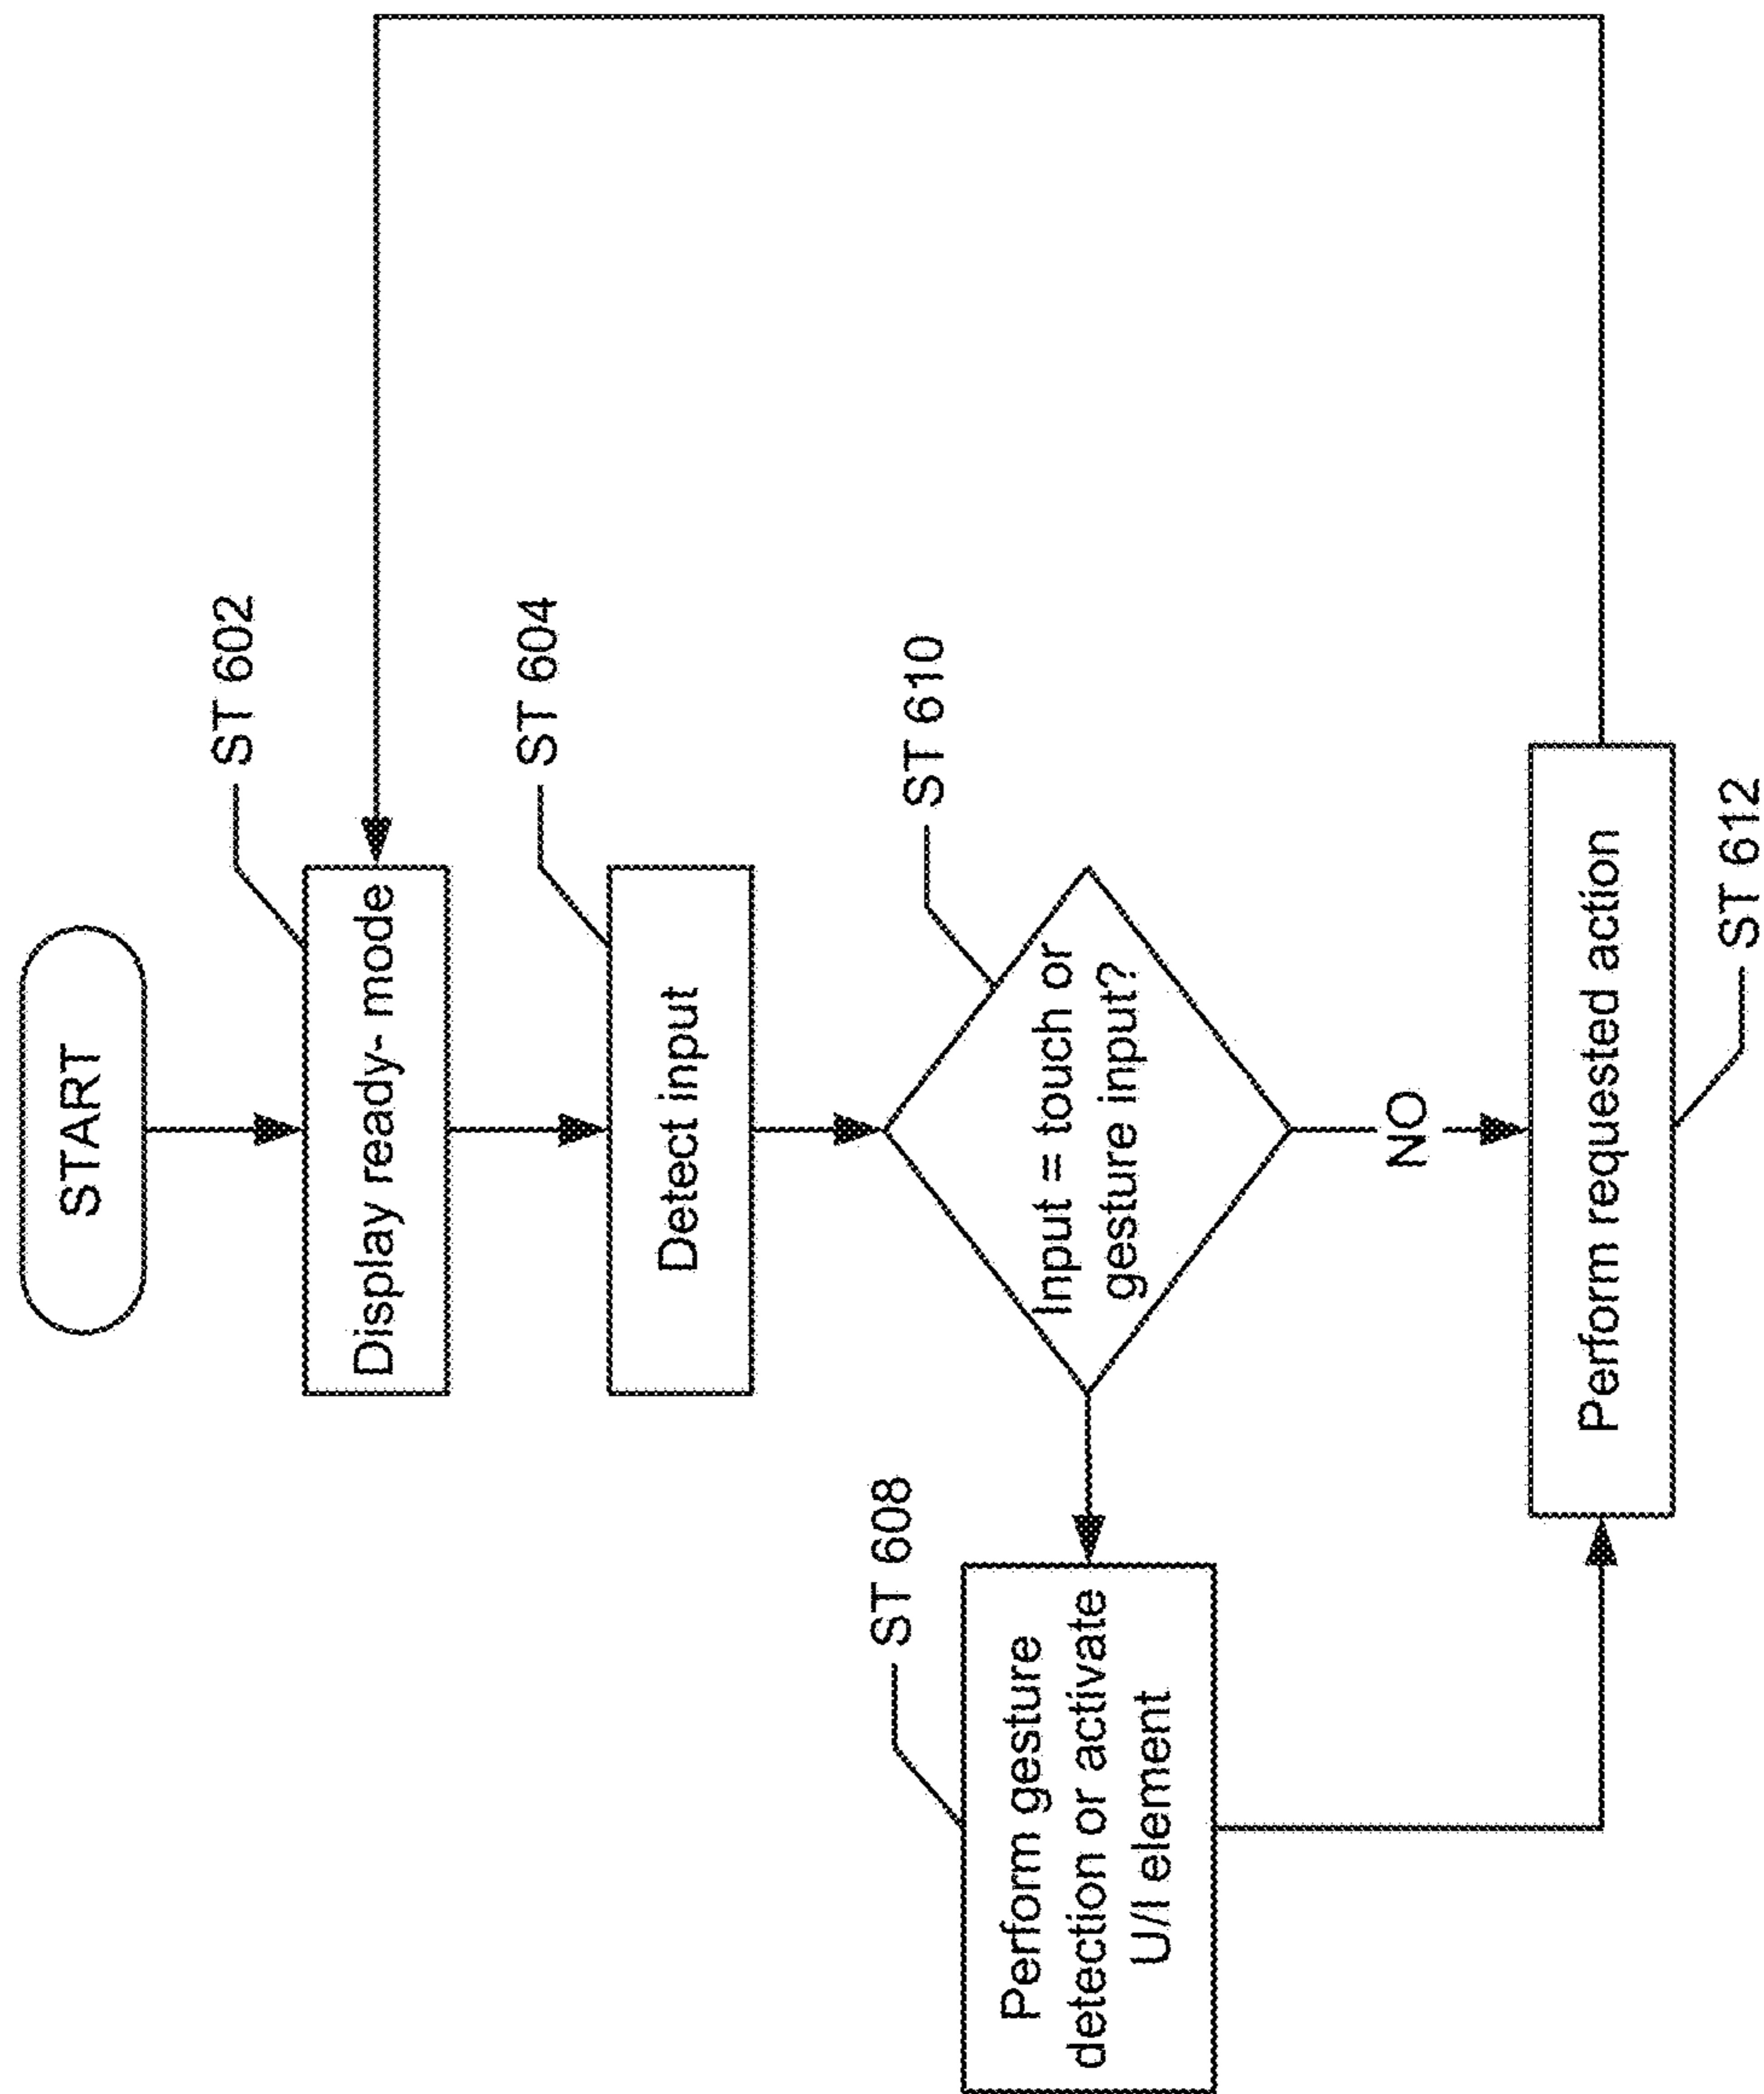 START
ST 602
Display ready- mode
ST 604
Detect input
ST 610
Input = touch or
gesture input?
ST 608
Perform gesture
detection or activate
U/I element
NO
Perform requested action
ST 612